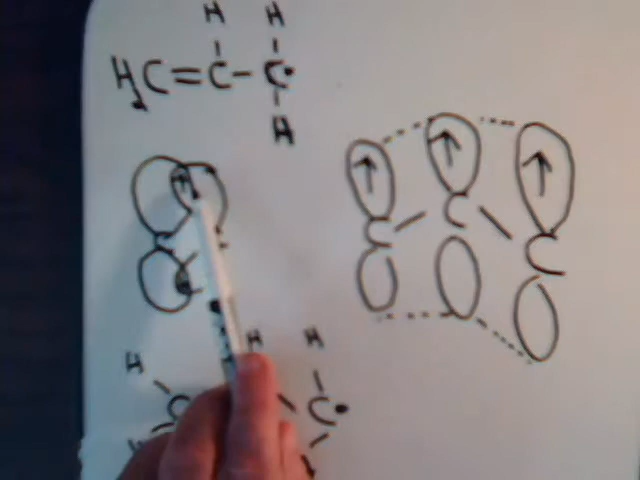 H H
H₂C=C-C•
H
C C C
H H H
C C•